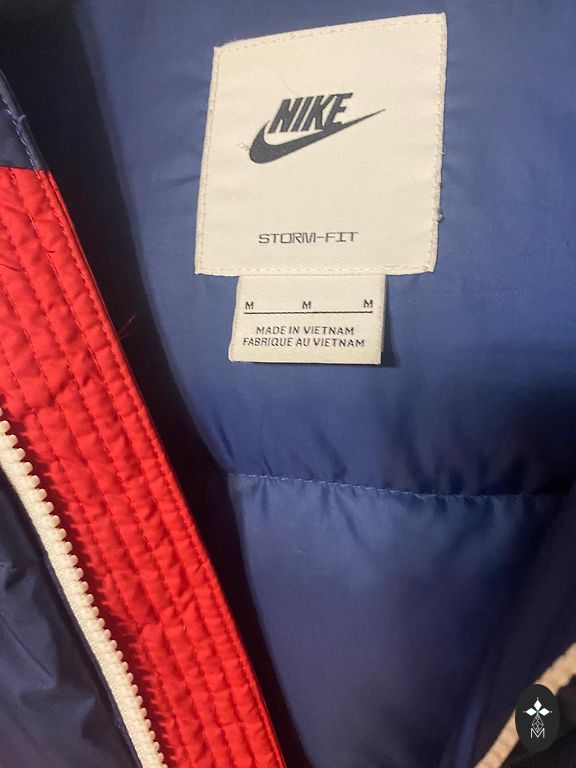 NIKE
STORM-FIT
M M M
MADE IN VIETNAM
FABRIQUE AU VIETNAM
M